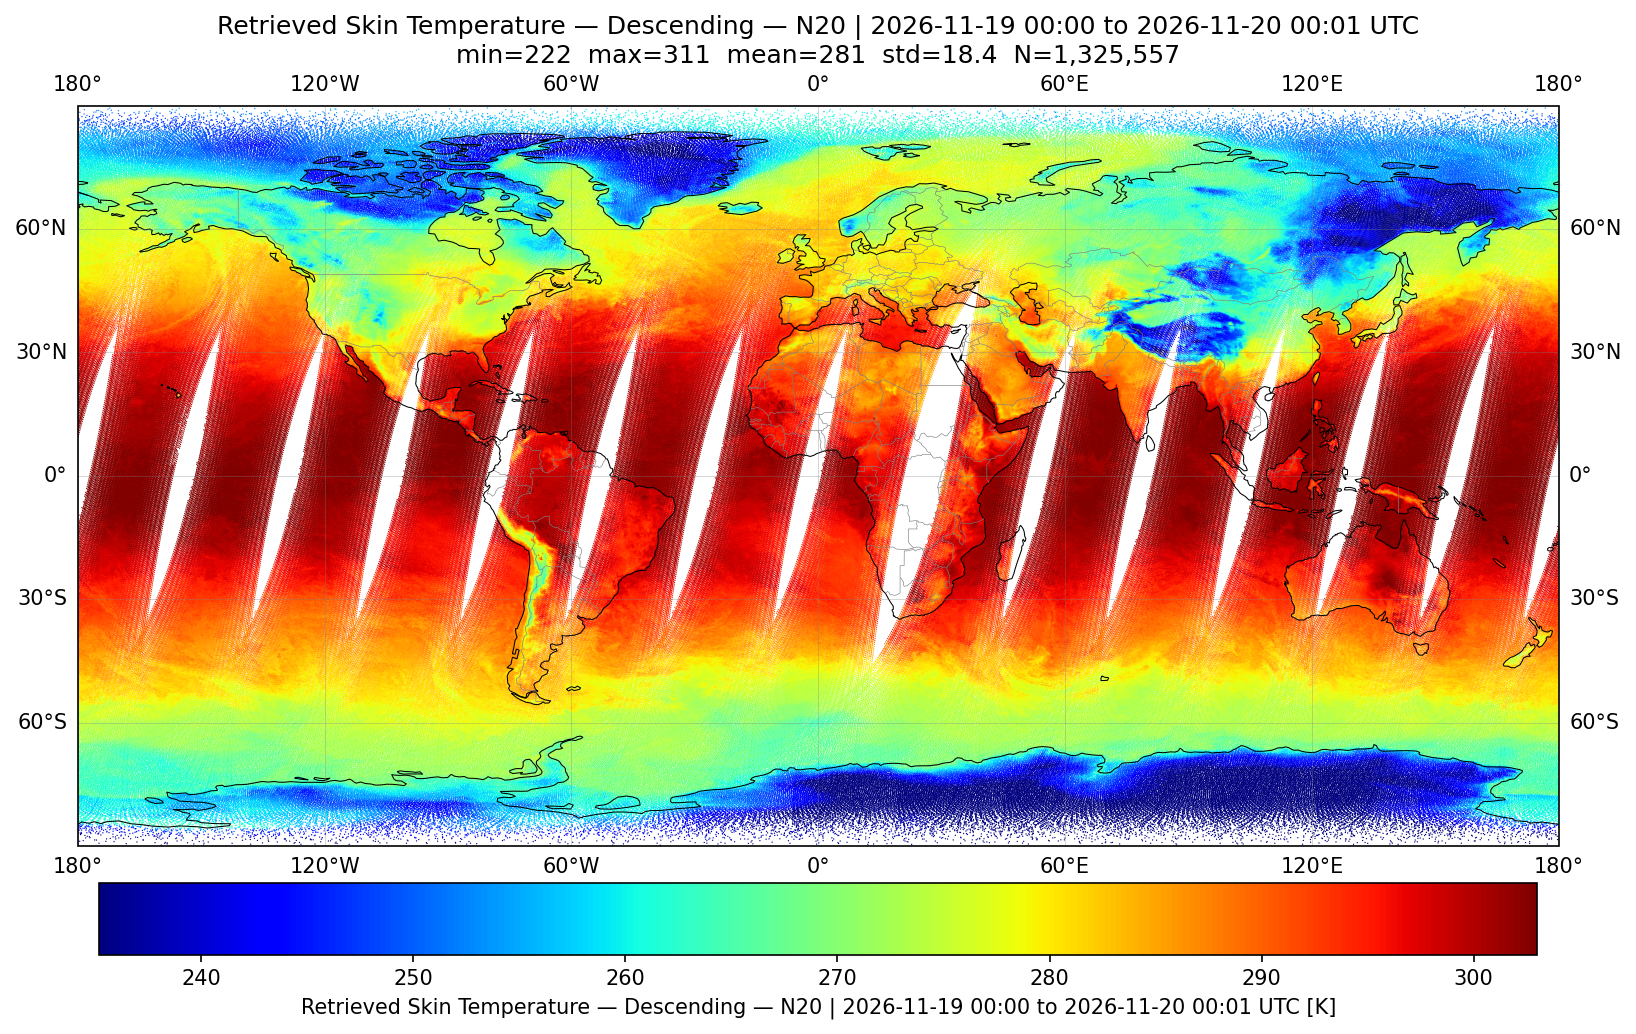 Retrieved Skin Temperature — Descending — N20 | 2026-11-19 00:00 to 2026-11-20 00:01 UTC
min=222 max=311 mean=281 std=18.4 N=1,325,557
180° 120°W 60°W 0° 60°E 120°E 180°
60°N 60°N
30°N 30°N
0° 0°
30°S 30°S
60°S 60°S
180° 120°W 60°W 0° 60°E 120°E 180°
240 250 260 270 280 290 300
Retrieved Skin Temperature — Descending — N20 | 2026-11-19 00:00 to 2026-11-20 00:01 UTC [K]